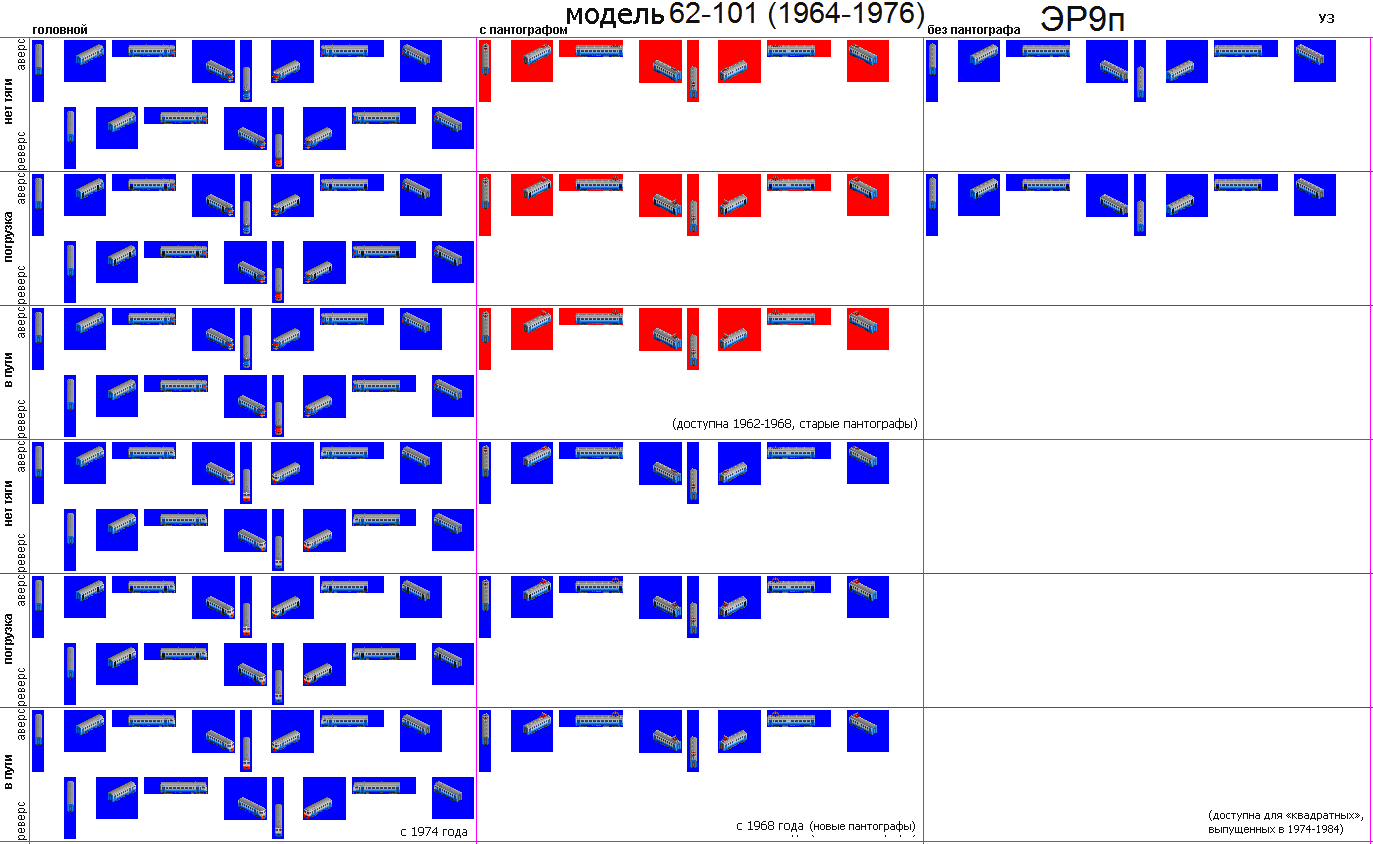 модель 62-101 (1964-1976)
ЭР9п
УЗ
головной
с пантографом
без пантографа
нет тяги
аверс
реверс
погрузка
аверс
реверс
в пути
аверс
реверс
(доступна 1962-1968, старые пантографы)
нет тяги
аверс
реверс
погрузка
аверс
реверс
в пути
аверс
реверс
с 1974 года
с 1968 года (новые пантографы)
(доступна для «квадратных»,
выпущенных в 1974-1984)